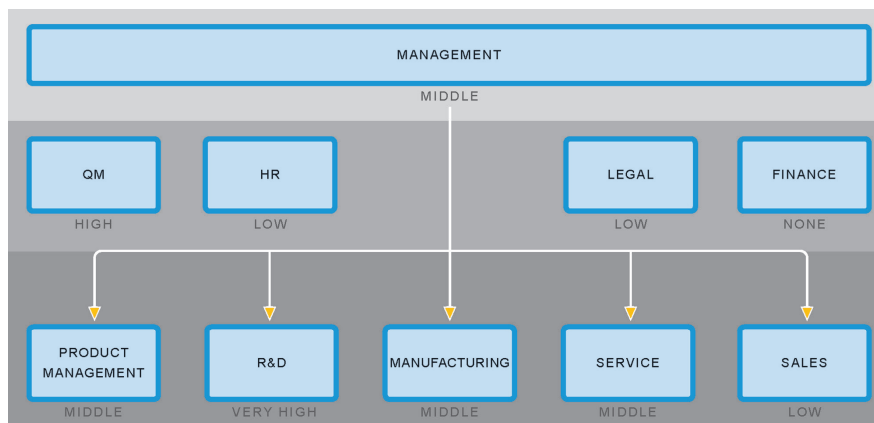 MANAGEMENT
MIDDLE
QM
HR
LEGAL
FINANCE
HIGH
LOW
LOW
NONE
PRODUCT
MANAGEMENT
R&D
MANUFACTURING
SERVICE
SALES
MIDDLE
VERY HIGH
MIDDLE
MIDDLE
LOW